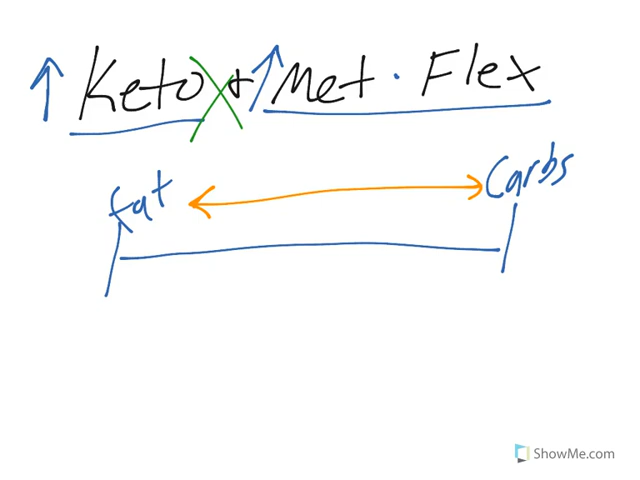 ↑ Keto + ↑ Met. Flex
fat Carbs
ShowMe.com